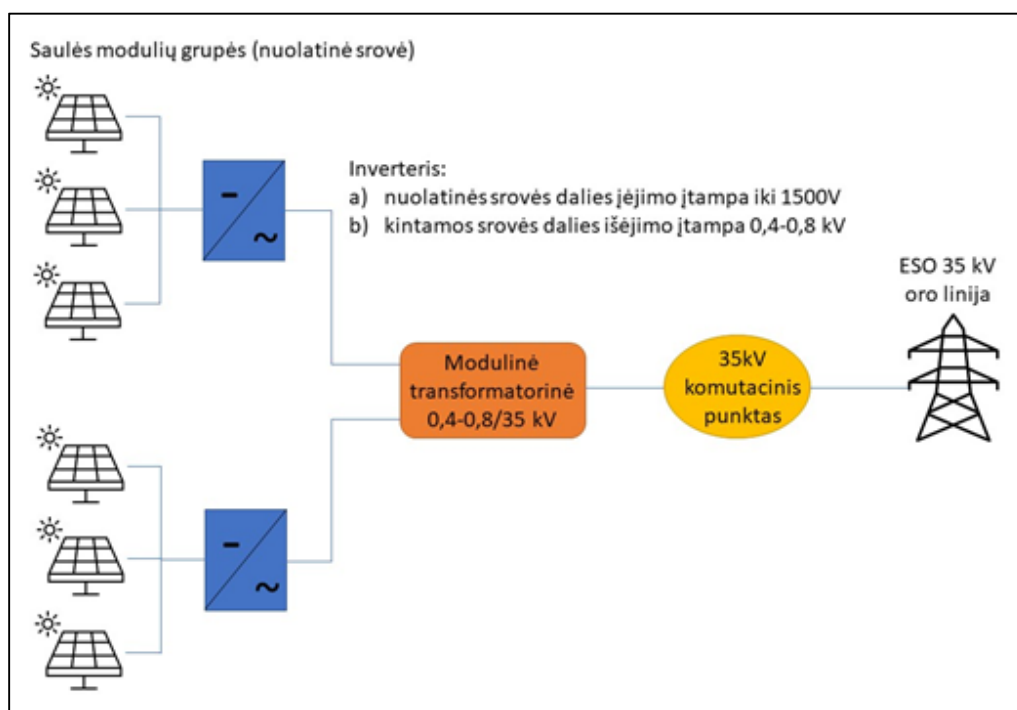 Saulės modulių grupės (nuolatinė srovė)
Inverteris:
a) nuolatinės srovės dalies įėjimo įtampa iki 1500V
b) kintamos srovės dalies išėjimo įtampa 0,4-0,8 kV
ESO 35 kV
oro linija
Modulinė
transformatorinė
0,4-0,8/35 kV
35kV
komutacinis
punktas
-
~
-
~